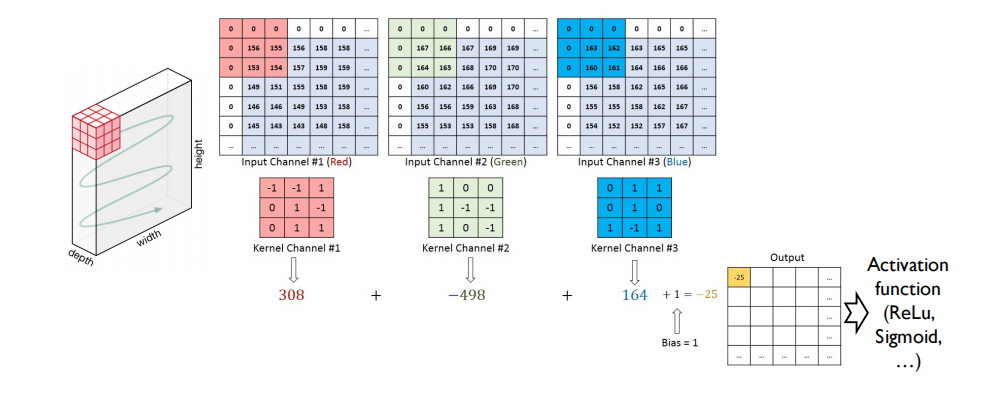 0 0 0 0 0 0 ...
0 156 155 156 158 158 ...
0 153 154 157 159 159 ...
0 149 151 155 158 159 ...
0 146 146 149 153 158 ...
0 145 143 143 148 158 ...
... ... ... ... ... ... ...
Input Channel #1 (Red)
0 0 0 0 0 0 ...
0 167 166 167 169 169 ...
0 164 165 168 170 170 ...
0 160 162 166 169 170 ...
0 156 156 159 163 168 ...
0 155 153 153 158 168 ...
... ... ... ... ... ... ...
Input Channel #2 (Green)
0 0 0 0 0 0 ...
0 163 162 163 165 165 ...
0 160 161 164 166 166 ...
0 156 158 162 165 166 ...
0 155 155 158 162 167 ...
0 154 152 152 157 167 ...
... ... ... ... ... ... ...
Input Channel #3 (Blue)
height
width
depth
-1 -1 1
0 1 -1
0 1 1
Kernel Channel #1
1 0 0
1 -1 -1
1 0 -1
Kernel Channel #2
0 1 1
0 1 0
1 -1 1
Kernel Channel #3
308 + −498 + 164 + 1 = −25
Bias = 1
Output
-25 ...
...
...
...
... ... ... ... ...
Activation
function
(ReLu,
Sigmoid,
...)